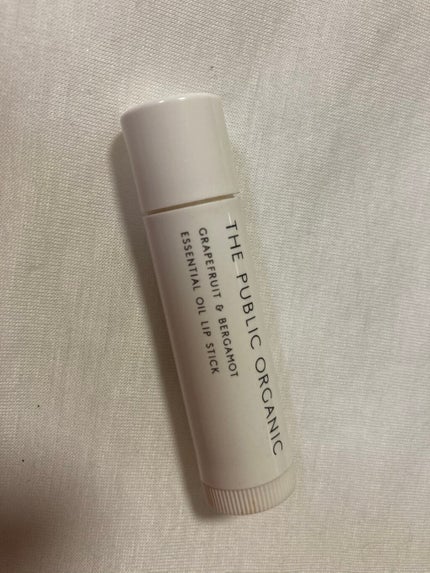 THE PUBLIC ORGANIC
GRAPEFRUIT & BERGAMOT
ESSENTIAL OIL LIP STICK